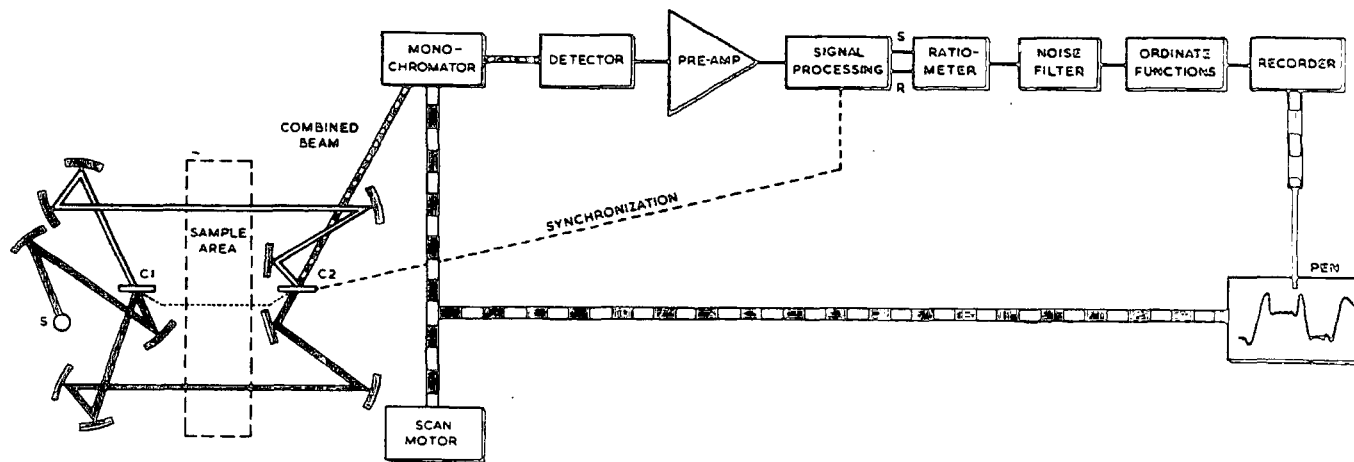 MONO-
CHROMATOR
DETECTOR
PRE-AMP
SIGNAL
PROCESSING
S
R
RATIO-
METER
NOISE
FILTER
ORDINATE
FUNCTIONS
RECORDER
COMBINED
BEAM
SAMPLE
AREA
SYNCHRONIZATION
C1
C2
S
PEN
SCAN
MOTOR